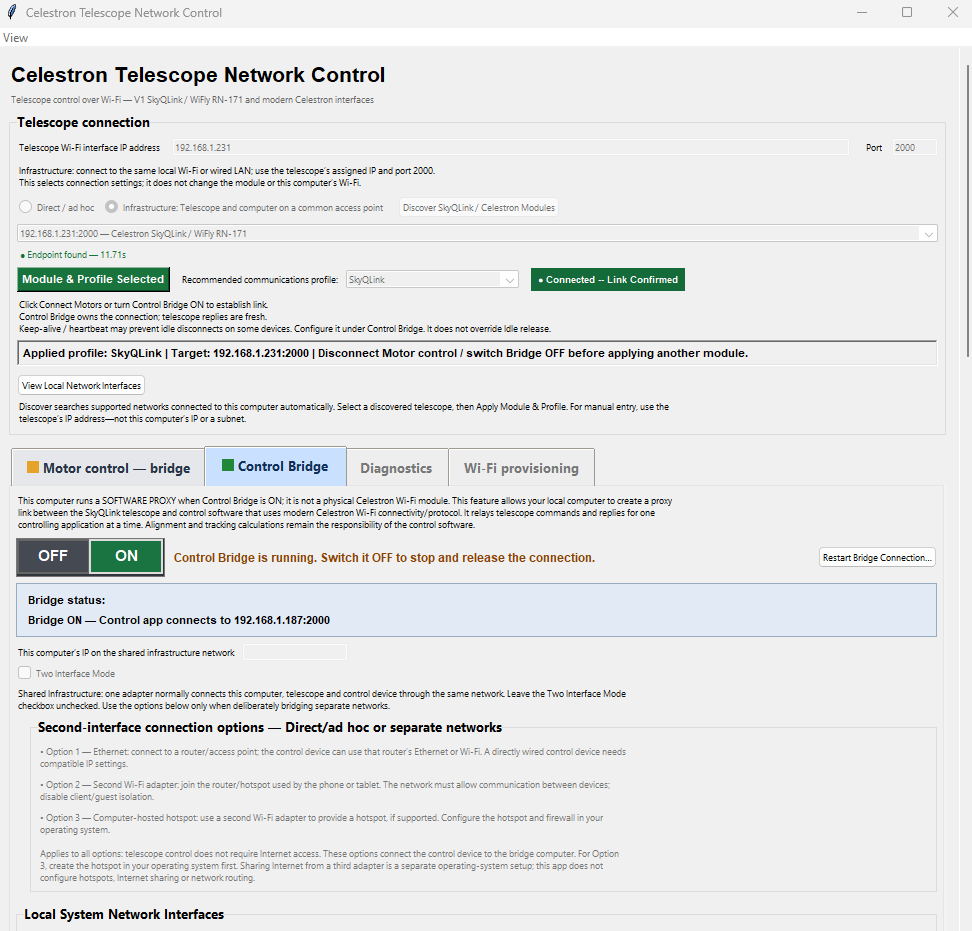 Celestron Telescope Network Control
View
Celestron Telescope Network Control
Telescope control over Wi-Fi — V1 SkyQLink / WiFly RN-171 and modern Celestron interfaces
Telescope connection
Telescope Wi-Fi interface IP address 192.168.1.231 Port 2000
Infrastructure: connect to the same local Wi-Fi or wired LAN; use the telescope's assigned IP and port 2000.
This selects connection settings; it does not change the module or this computer's Wi-Fi.
Direct / ad hoc Infrastructure: Telescope and computer on a common access point Discover SkyQLink / Celestron Modules
192.168.1.231:2000 — Celestron SkyQLink / WiFly RN-171
● Endpoint found — 11.71s
Module & Profile Selected Recommended communications profile: SkyQLink ● Connected -- Link Confirmed
Click Connect Motors or turn Control Bridge ON to establish link.
Control Bridge owns the connection; telescope replies are fresh.
Keep-alive / heartbeat may prevent idle disconnects on some devices. Configure it under Control Bridge. It does not override Idle release.
Applied profile: SkyQLink | Target: 192.168.1.231:2000 | Disconnect Motor control / switch Bridge OFF before applying another module.
View Local Network Interfaces
Discover searches supported networks connected to this computer automatically. Select a discovered telescope, then Apply Module & Profile. For manual entry, use the
telescope's IP address—not this computer's IP or a subnet.
Motor control — bridge Control Bridge Diagnostics Wi-Fi provisioning
This computer runs a SOFTWARE PROXY when Control Bridge is ON; it is not a physical Celestron Wi-Fi module. This feature allows your local computer to create a proxy
link between the SkyQLink telescope and control software that uses modern Celestron Wi-Fi connectivity/protocol. It relays telescope commands and replies for one
controlling application at a time. Alignment and tracking calculations remain the responsibility of the control software.
OFF ON Control Bridge is running. Switch it OFF to stop and release the connection. Restart Bridge Connection...
Bridge status:
Bridge ON — Control app connects to 192.168.1.187:2000
This computer's IP on the shared infrastructure network
Two Interface Mode
Shared Infrastructure: one adapter normally connects this computer, telescope and control device through the same network. Leave the Two Interface Mode
checkbox unchecked. Use the options below only when deliberately bridging separate networks.
Second-interface connection options — Direct/ad hoc or separate networks
• Option 1 — Ethernet: connect to a router/access point; the control device can use that router's Ethernet or Wi-Fi. A directly wired control device needs
compatible IP settings.
• Option 2 — Second Wi-Fi adapter: join the router/hotspot used by the phone or tablet. The network must allow communication between devices;
disable client/guest isolation.
• Option 3 — Computer-hosted hotspot: use a second Wi-Fi adapter to provide a hotspot, if supported. Configure the hotspot and firewall in your
operating system.
Applies to all options: telescope control does not require Internet access. These options connect the control device to the bridge computer. For Option
3, create the hotspot in your operating system first. Sharing Internet from a third adapter is a separate operating-system setup; this app does not
configure hotspots, Internet sharing or network routing.
Local System Network Interfaces